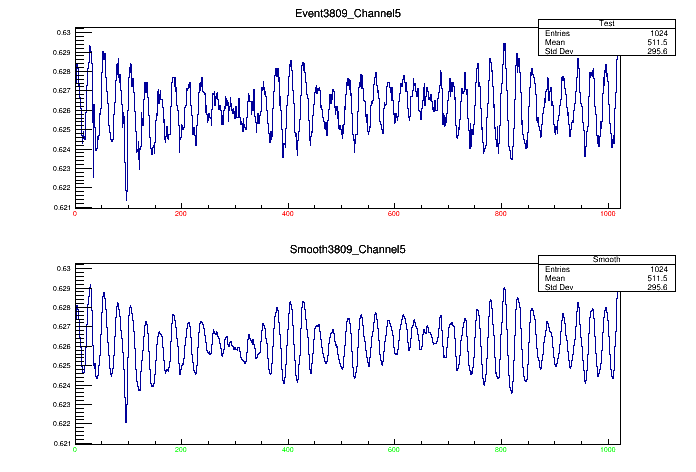 Event3809_Channel5
Test
Entries 1024
Mean 511.5
Std Dev 295.6
0.63
0.629
0.628
0.627
0.626
0.625
0.624
0.623
0.622
0.621
0 200 400 600 800 1000
Smooth3809_Channel5
Smooth
Entries 1024
Mean 511.5
Std Dev 295.6
0.63
0.629
0.628
0.627
0.626
0.625
0.624
0.623
0.622
0.621
0 200 400 600 800 1000